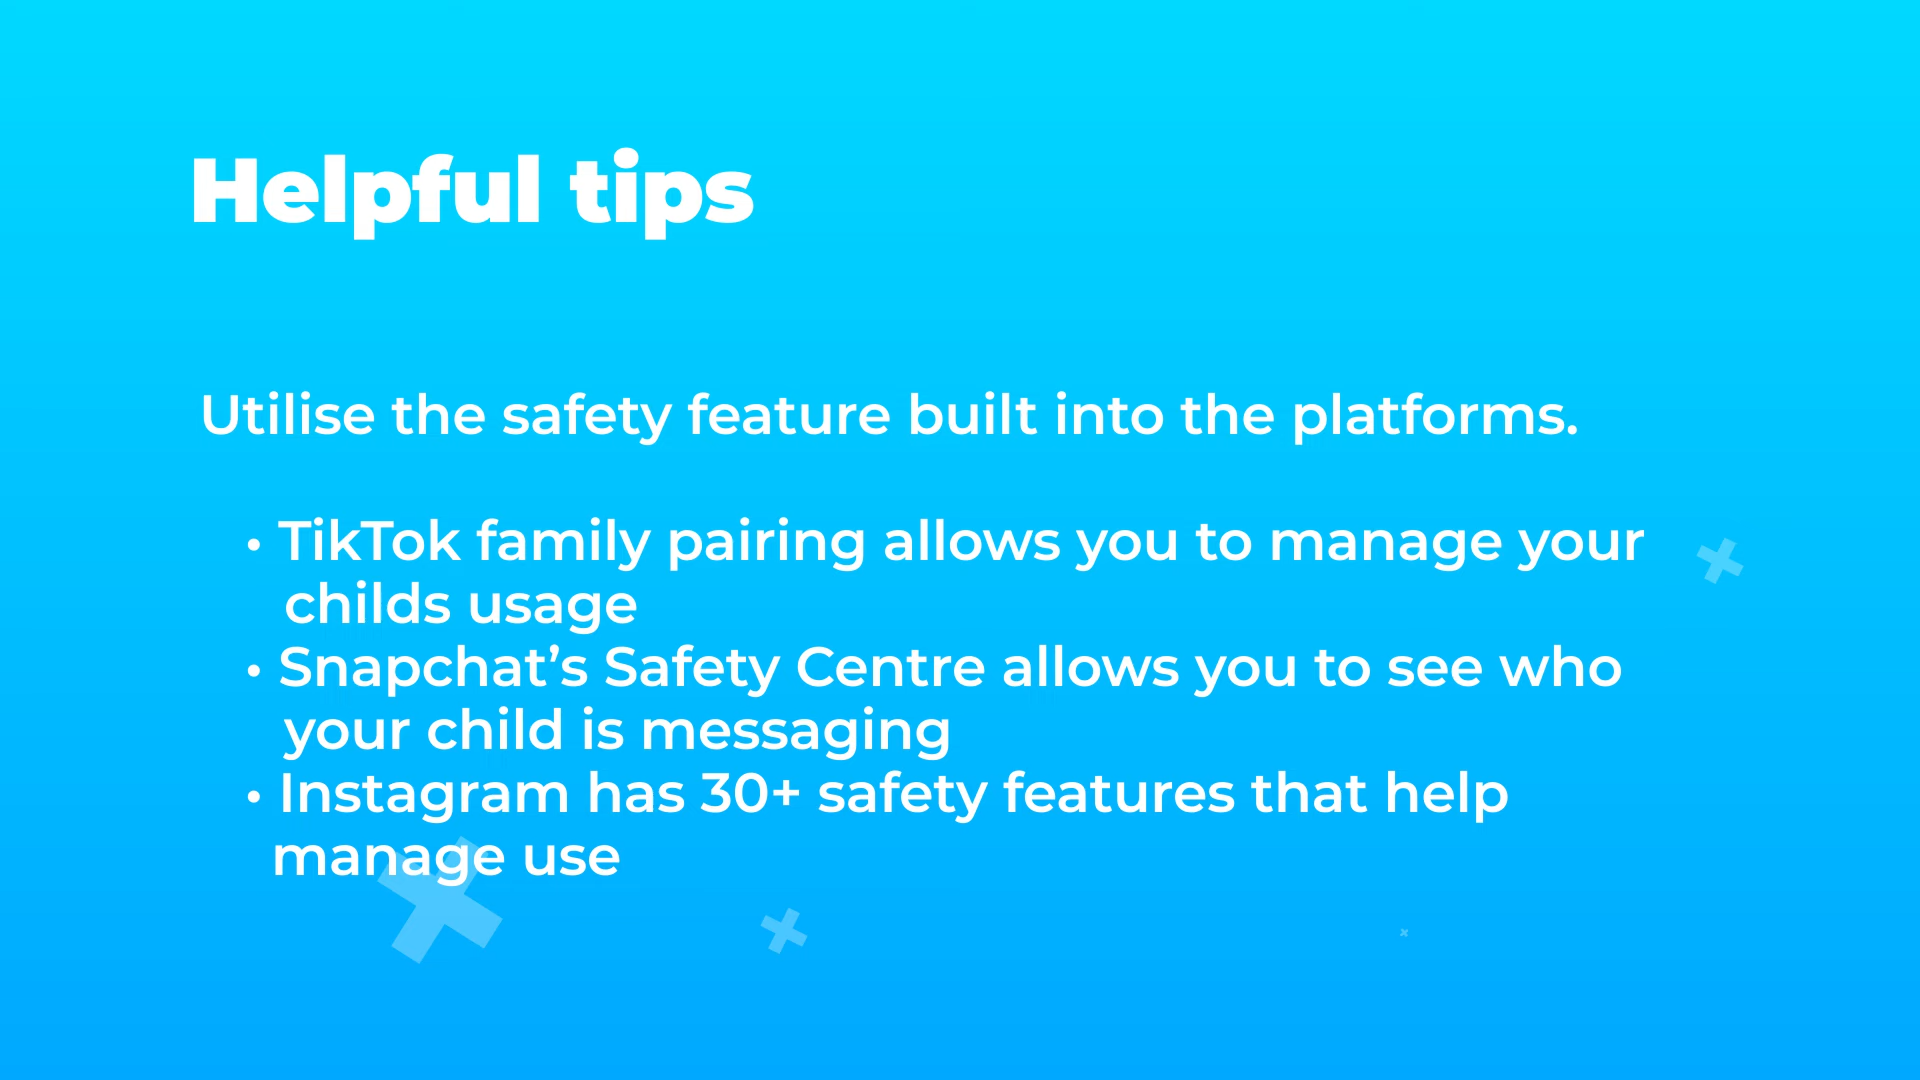 Helpful tips
Utilise the safety feature built into the platforms.
• TikTok family pairing allows you to manage your
childs usage
• Snapchat’s Safety Centre allows you to see who
your child is messaging
• Instagram has 30+ safety features that help
manage use